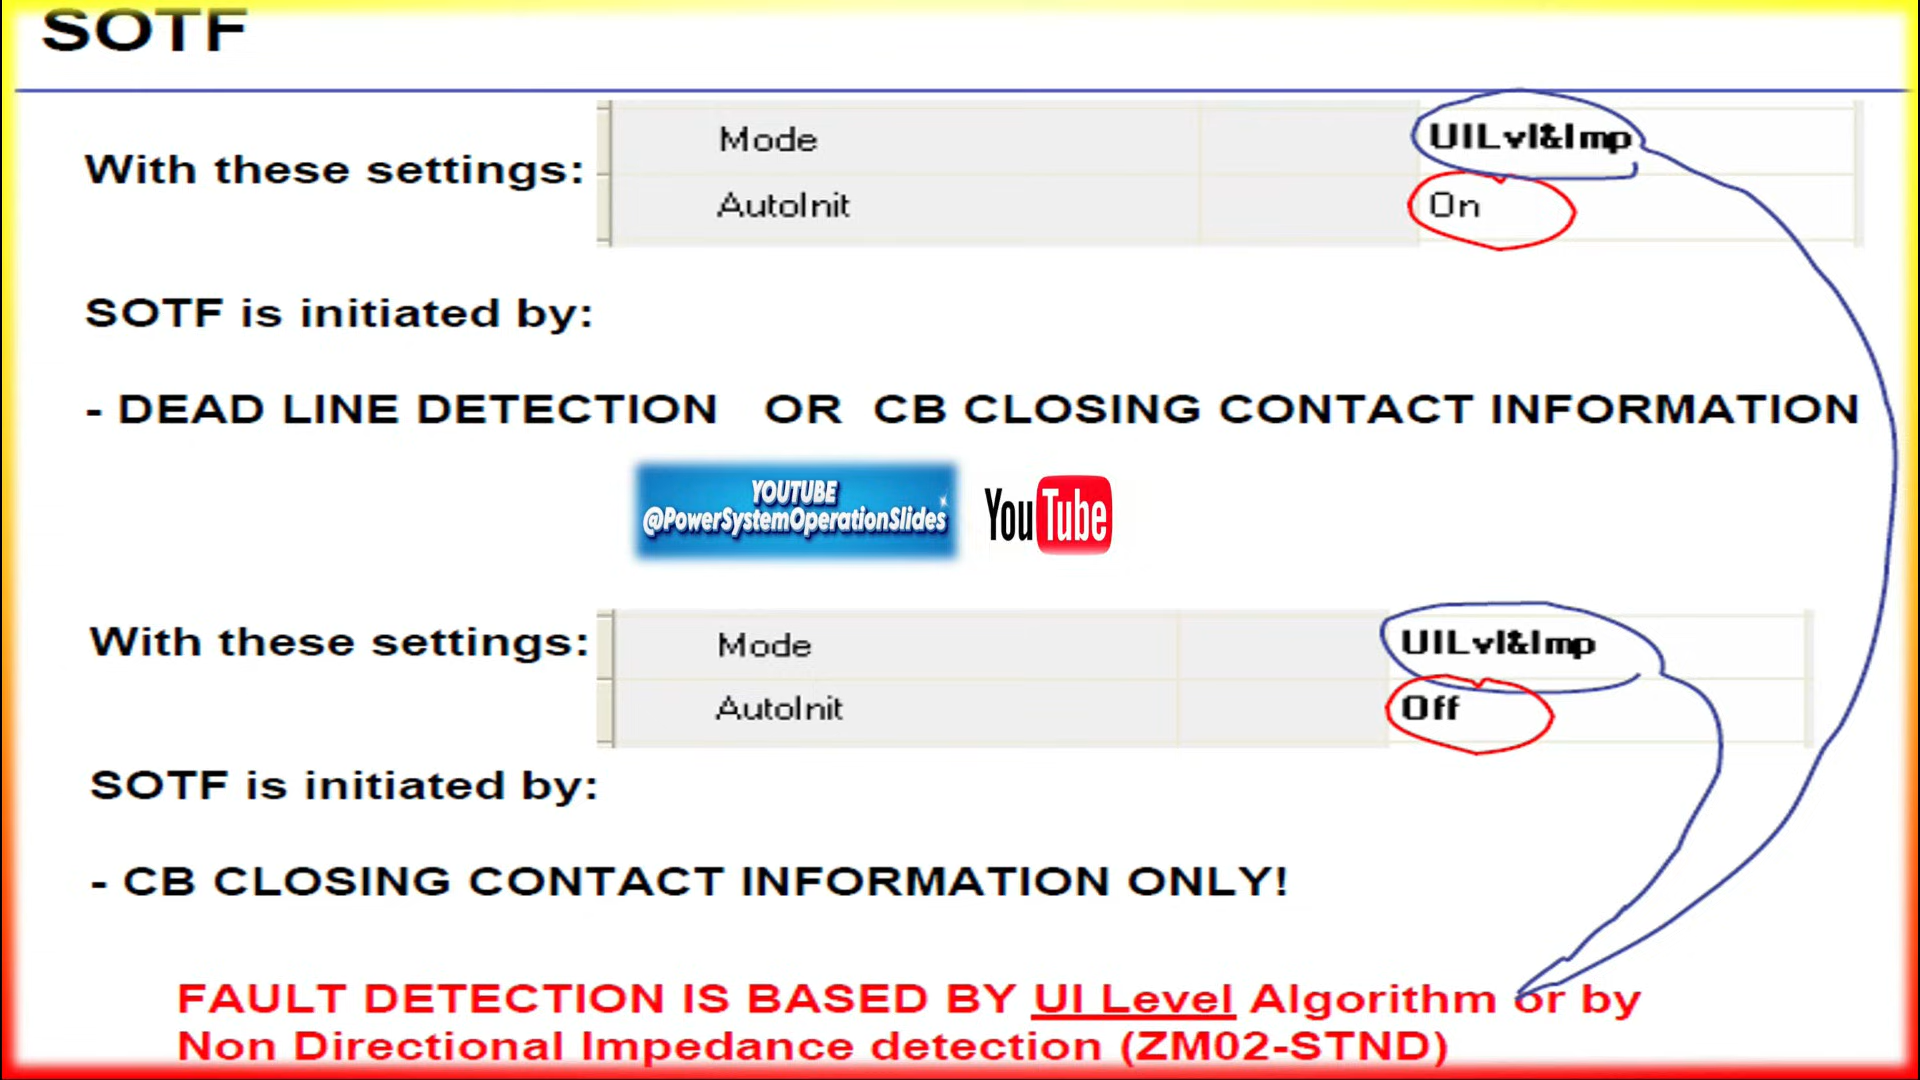 SOTF
With these settings:
Mode UILvl&Imp
AutoInit On
SOTF is initiated by:
- DEAD LINE DETECTION OR CB CLOSING CONTACT INFORMATION
YOUTUBE
@PowerSystemOperationSlides
YouTube
With these settings:
Mode UILvl&Imp
AutoInit Off
SOTF is initiated by:
- CB CLOSING CONTACT INFORMATION ONLY!
FAULT DETECTION IS BASED BY UI Level Algorithm or by
Non Directional Impedance detection (ZM02-STND)